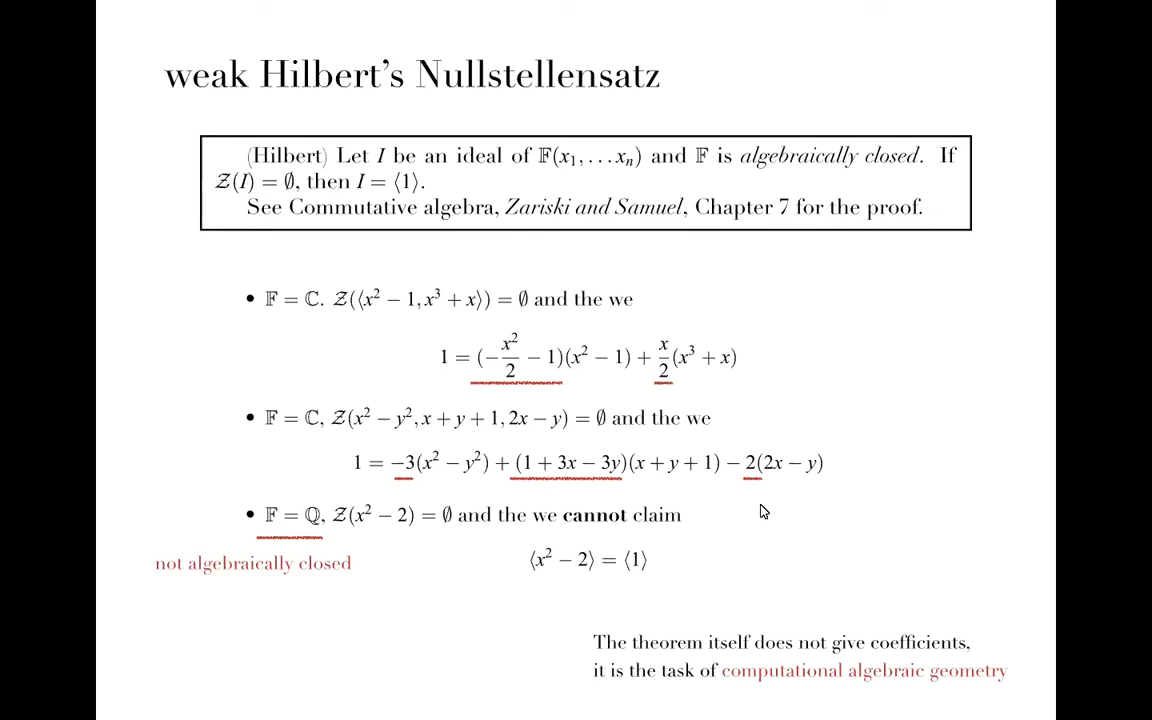 weak Hilbert's Nullstellensatz
(Hilbert) Let I be an ideal of 𝔽(x₁, … xₙ) and 𝔽 is algebraically closed. If
𝒵(I) = ∅, then I = ⟨1⟩.
See Commutative algebra, Zariski and Samuel, Chapter 7 for the proof.
• 𝔽 = ℂ. 𝒵(⟨x² − 1, x³ + x⟩) = ∅ and the we
1 = (−x²/2 − 1)(x² − 1) + x/2(x³ + x)
• 𝔽 = ℂ, 𝒵(x² − y², x + y + 1, 2x − y) = ∅ and the we
1 = −3(x² − y²) + (1 + 3x − 3y)(x + y + 1) − 2(2x − y)
• 𝔽 = ℚ, 𝒵(x² − 2) = ∅ and the we cannot claim
not algebraically closed
⟨x² − 2⟩ = ⟨1⟩
The theorem itself does not give coefficients,
it is the task of computational algebraic geometry